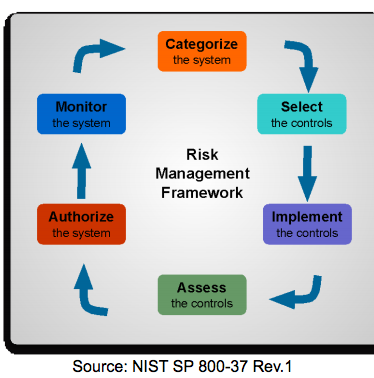 Categorize
the system
Select
the controls
Implement
the controls
Assess
the controls
Authorize
the system
Monitor
the system
Risk
Management
Framework
Source: NIST SP 800-37 Rev.1